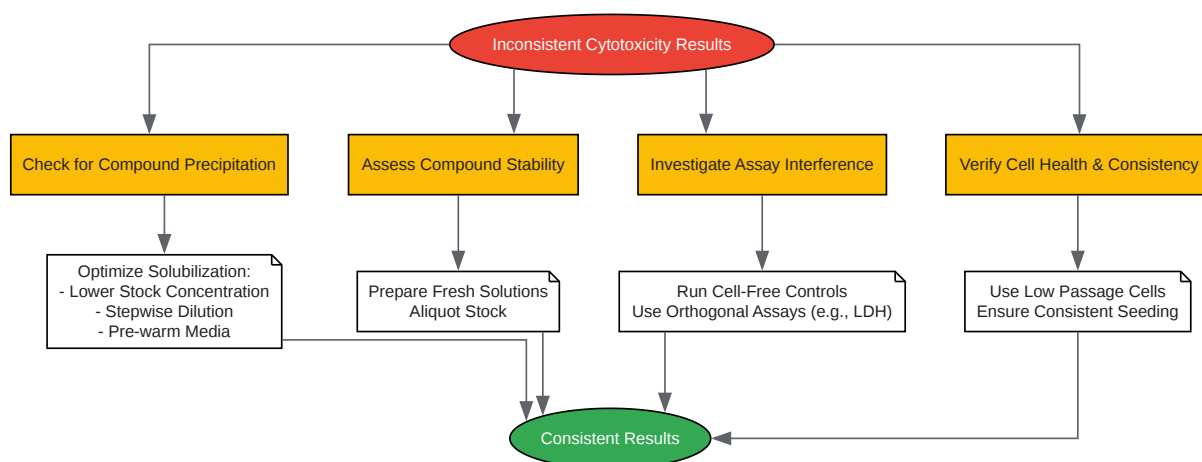 Inconsistent Cytotoxicity Results
Check for Compound Precipitation
Assess Compound Stability
Investigate Assay Interference
Verify Cell Health & Consistency
Optimize Solubilization:
- Lower Stock Concentration
- Stepwise Dilution
- Pre-warm Media
Prepare Fresh Solutions
Aliquot Stock
Run Cell-Free Controls
Use Orthogonal Assays (e.g., LDH)
Use Low Passage Cells
Ensure Consistent Seeding
Consistent Results